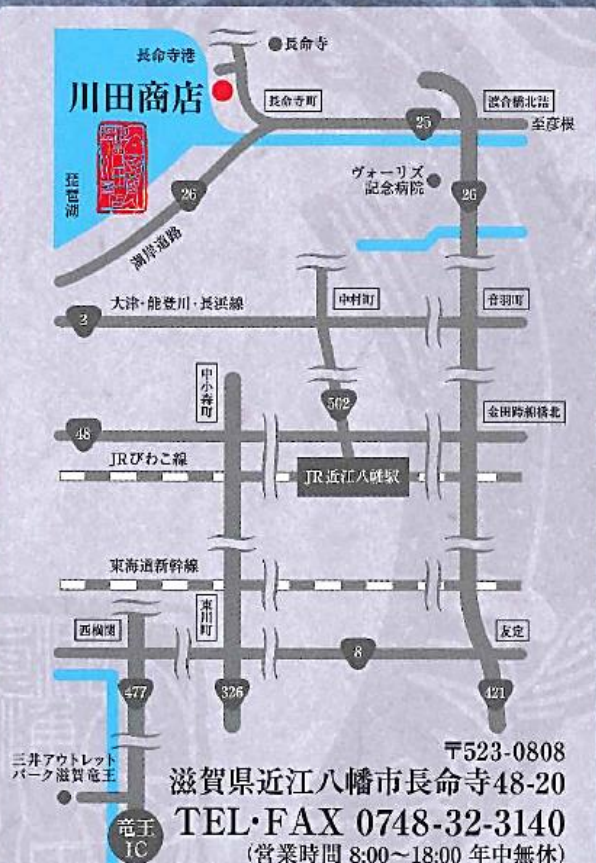 長命寺港
長命寺
川田商店
長命寺町
渡合橋北詰
25
至彦根
ヴォーリズ
記念病院
26
26
琵琶湖
湖岸道路
大津・能登川・長浜線
中村町
音羽町
2
中小森町
502
金田跨線橋北
48
JRびわこ線
JR近江八幡駅
東海道新幹線
西横関
東川町
友定
8
477
326
421
三井アウトレット
パーク滋賀竜王
竜王
IC
〒523-0808
滋賀県近江八幡市長命寺48-20
TEL・FAX 0748-32-3140
(営業時間 8:00〜18:00 年中無休)